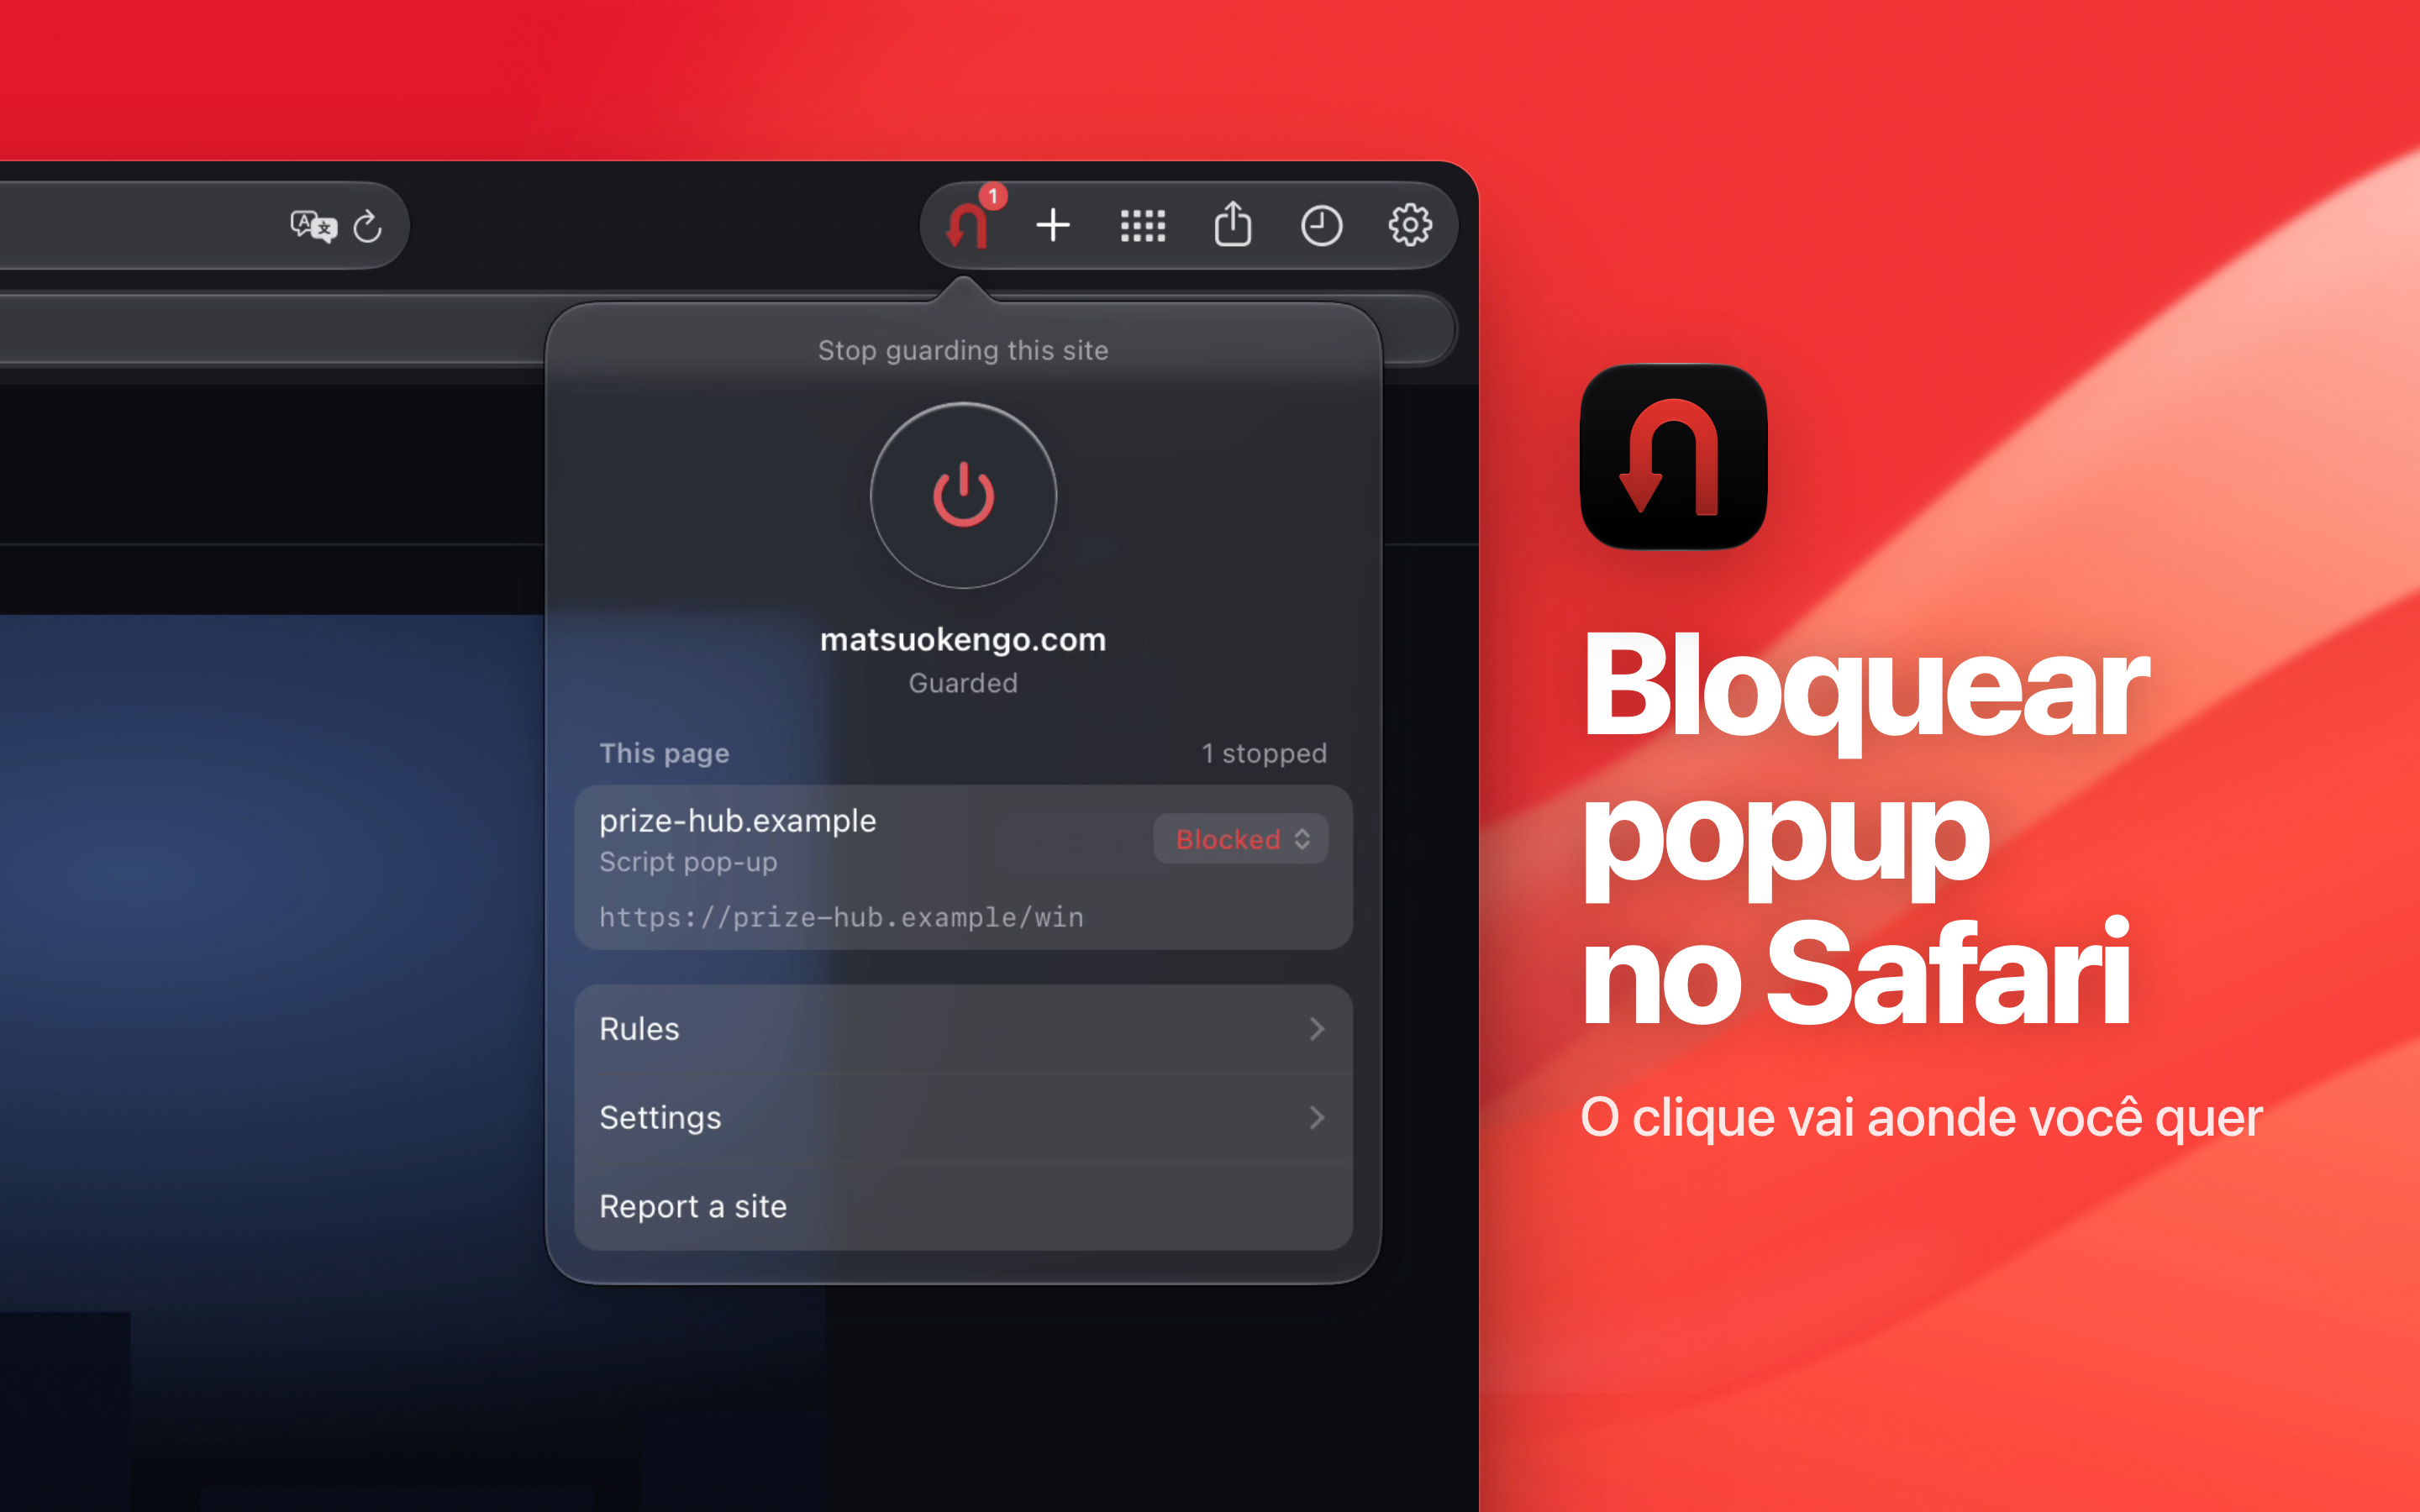 1
Stop guarding this site
matsuokengo.com
Guarded
This page
1 stopped
prize-hub.example
Blocked
Script pop-up
https://prize-hub.example/win
Rules
Settings
Report a site
Bloquear
popup
no Safari
O clique vai aonde você quer